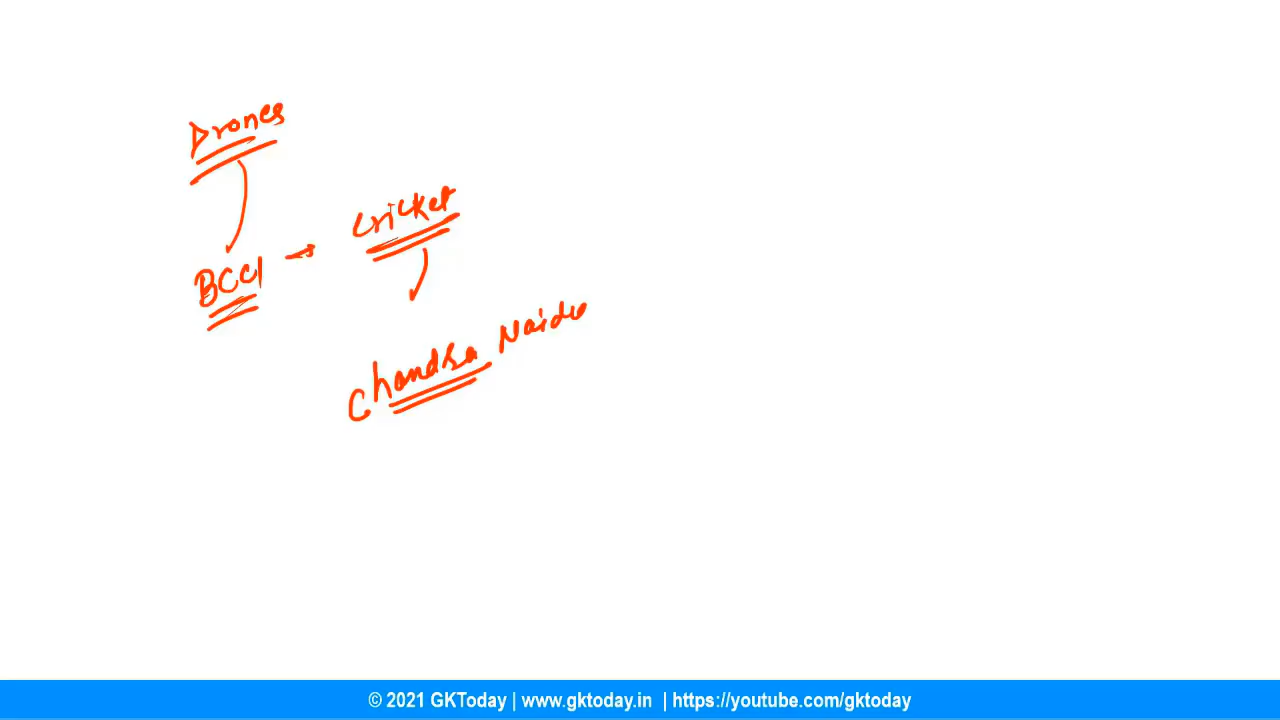 Drones
Cricket
BCCI
Chandra Naidu
© 2021 GKToday | www.gktoday.in | https://youtube.com/gktoday